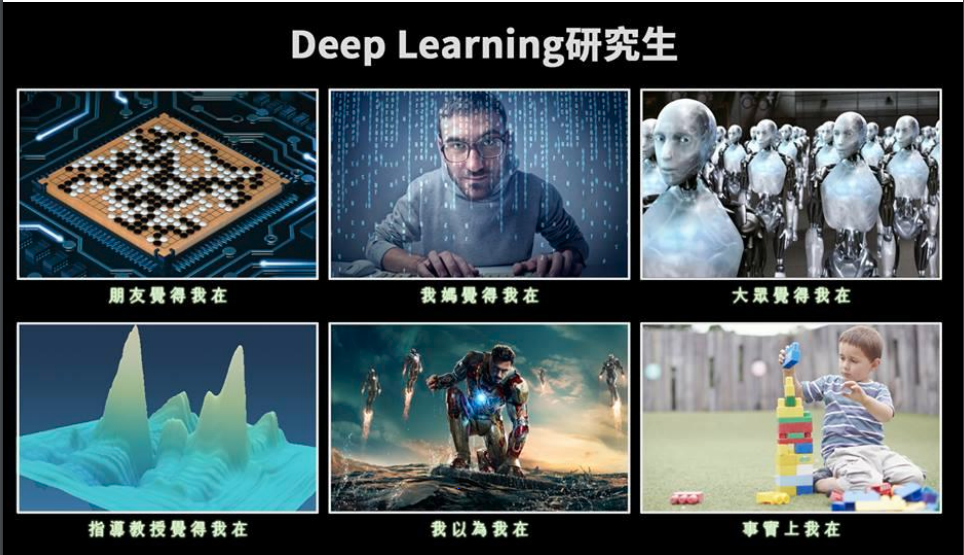 Deep Learning研究生
朋友覺得我在
我媽覺得我在
大眾覺得我在
指導教授覺得我在
我以為我在
事實上我在